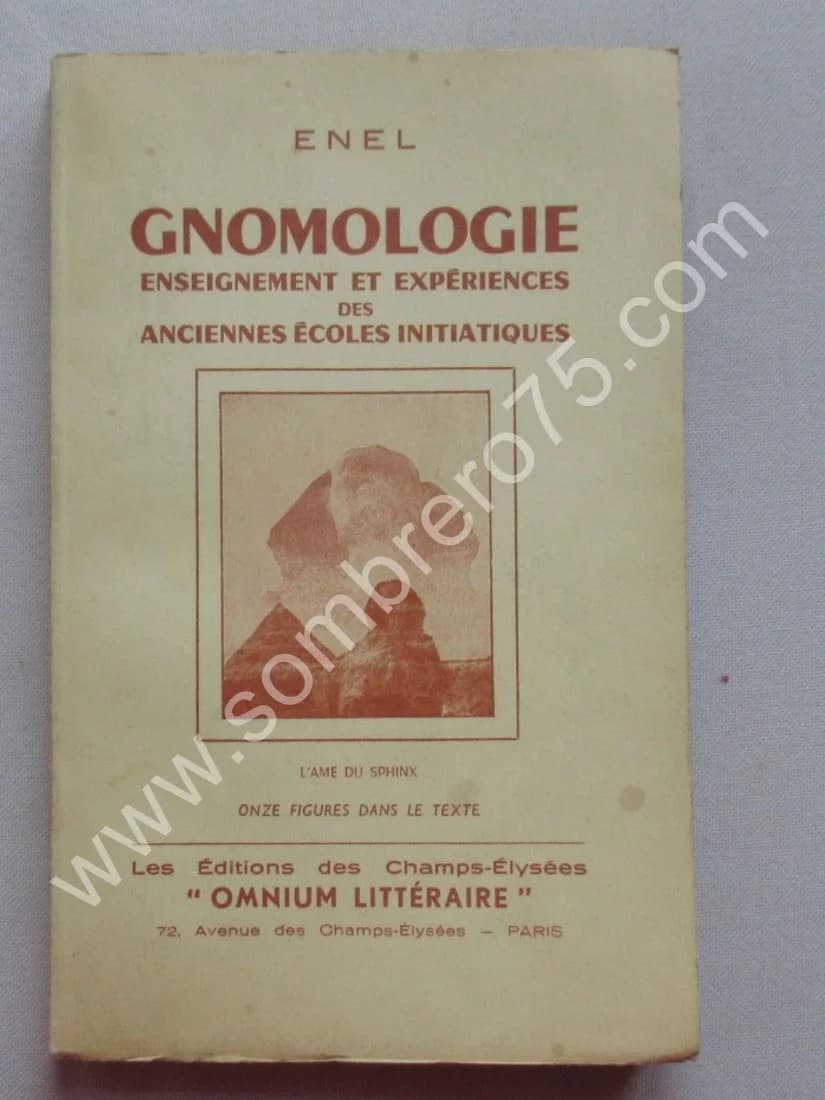 ENEL
GNOMOLOGIE
ENSEIGNEMENT ET EXPÉRIENCES
DES
ANCIENNES ÉCOLES INITIATIQUES
L'AME DU SPHINX
ONZE FIGURES DANS LE TEXTE
Les Éditions des Champs-Élysées
" OMNIUM LITTÉRAIRE "
72, Avenue des Champs-Élysées — PARIS
www.sombrero75.com